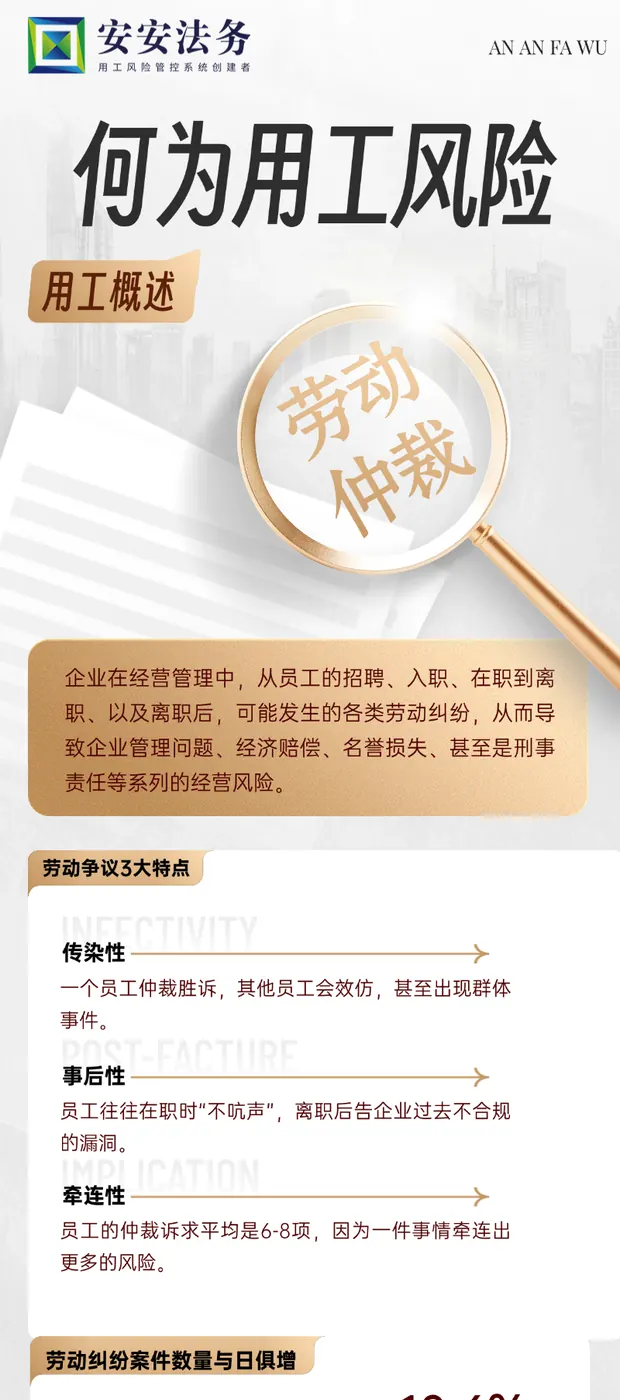 安安法务
用工风险管控系统创建者
AN AN FA WU
何为用工风险
用工概述
劳动
仲裁
企业在经营管理中，从员工的招聘、入职、在职到离
职、以及离职后，可能发生的各类劳动纠纷，从而导
致企业管理问题、经济赔偿、名誉损失、甚至是刑事
责任等系列的经营风险。
劳动争议3大特点
INFECTIVITY
传染性
一个员工仲裁胜诉，其他员工会效仿，甚至出现群体
事件。
POST-FACTURE
事后性
员工往往在职时“不吭声”，离职后告企业过去不合规
的漏洞。
IMPLICATION
牵连性
员工的仲裁诉求平均是6-8项，因为一件事情牵连出
更多的风险。
劳动纠纷案件数量与日俱增